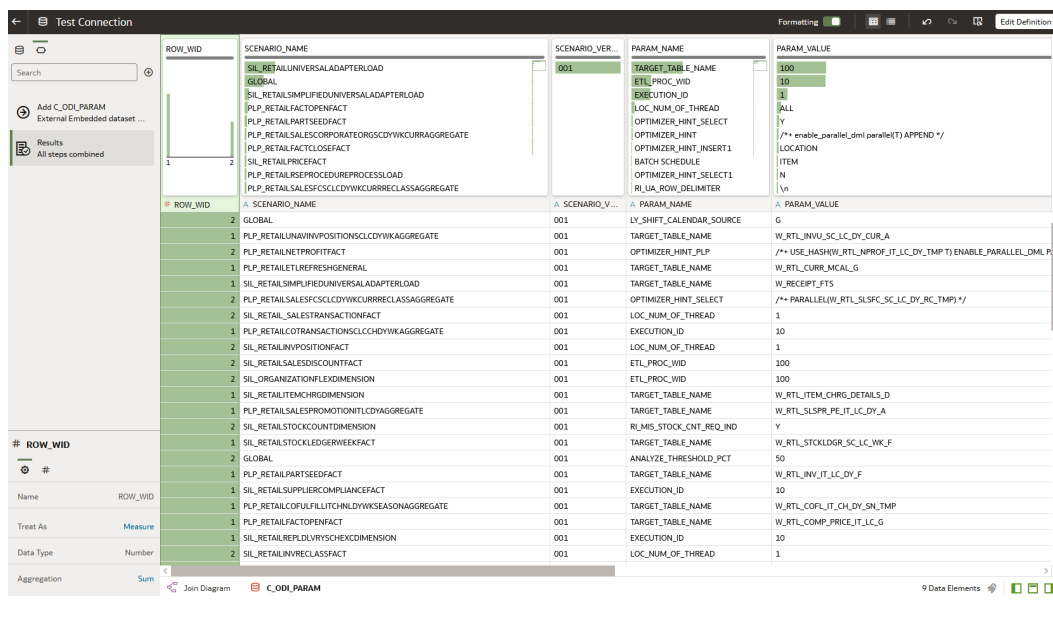 Test Connection
Formatting
Edit Definition
Search
Add C_ODI_PARAM
External Embedded dataset ...
Results
All steps combined
ROW_WID
SCENARIO_NAME
SCENARIO_VER...
PARAM_NAME
PARAM_VALUE
1 2
SIL_RETAILUNIVERSALADAPTERLOAD
GLOBAL
SIL_RETAILSIMPLIFIEDUNIVERSALADAPTERLOAD
PLP_RETAILFACTOPENFACT
PLP_RETAILPARTSEEDFACT
PLP_RETAILSALESCORPORATEORGSCDYWKCURRAGGREGATE
PLP_RETAILFACTCLOSEFACT
SIL_RETAILPRICEFACT
PLP_RETAILRSEPROCEDUREPROCESSLOAD
PLP_RETAILSALESFCSCLCDYWKCURRRECLASSAGGREGATE
001
TARGET_TABLE_NAME
ETL_PROC_WID
EXECUTION_ID
LOC_NUM_OF_THREAD
OPTIMIZER_HINT_SELECT
OPTIMIZER_HINT
OPTIMIZER_HINT_INSERT1
BATCH SCHEDULE
OPTIMIZER_HINT_SELECT1
RI_UA_ROW_DELIMITER
100
10
1
ALL
Y
/*+ enable_parallel_dml parallel(T) APPEND */
LOCATION
ITEM
N
\n
# ROW_WID A SCENARIO_NAME A SCENARIO_V... A PARAM_NAME A PARAM_VALUE
2 GLOBAL 001 LY_SHIFT_CALENDAR_SOURCE G
1 PLP_RETAILUNAVINVPOSITIONSCLCDYWKAGGREGATE 001 TARGET_TABLE_NAME W_RTL_INVU_SC_LC_DY_CUR_A
2 PLP_RETAILNETPROFITFACT 001 OPTIMIZER_HINT_PLP /*+ USE_HASH(W_RTL_NPROF_IT_LC_DY_TMP T) ENABLE_PARALLEL_DML P
1 PLP_RETAILETLREFRESHGENERAL 001 TARGET_TABLE_NAME W_RTL_CURR_MCAL_G
1 SIL_RETAILSIMPLIFIEDUNIVERSALADAPTERLOAD 001 TARGET_TABLE_NAME W_RECEIPT_FTS
2 PLP_RETAILSALESFCSCLCDYWKCURRRECLASSAGGREGATE 001 OPTIMIZER_HINT_SELECT /*+ PARALLEL(W_RTL_SLSFC_SC_LC_DY_RC_TMP) */
2 SIL_RETAIL_SALESTRANSACTIONFACT 001 LOC_NUM_OF_THREAD 1
1 PLP_RETAILCOTRANSACTIONSCLCCHDYWKAGGREGATE 001 EXECUTION_ID 10
2 SIL_RETAILINVPOSITIONFACT 001 LOC_NUM_OF_THREAD 1
2 SIL_RETAILSALESDISCOUNTFACT 001 ETL_PROC_WID 100
2 SIL_ORGANIZATIONFLEXDIMENSION 001 ETL_PROC_WID 100
1 SIL_RETAILITEMCHRGDIMENSION 001 TARGET_TABLE_NAME W_RTL_ITEM_CHRG_DETAILS_D
1 PLP_RETAILSALESPROMOTIONITLCDYAGGREGATE 001 TARGET_TABLE_NAME W_RTL_SLSPR_PE_IT_LC_DY_A
2 SIL_RETAILSTOCKCOUNTDIMENSION 001 RI_MIS_STOCK_CNT_REQ_IND Y
1 SIL_RETAILSTOCKLEDGERWEEKFACT 001 TARGET_TABLE_NAME W_RTL_STCKLDGR_SC_LC_WK_F
2 GLOBAL 001 ANALYZE_THRESHOLD_PCT 50
1 PLP_RETAILPARTSEEDFACT 001 TARGET_TABLE_NAME W_RTL_INV_IT_LC_DY_F
1 SIL_RETAILSUPPLIERCOMPLIANCEFACT 001 EXECUTION_ID 10
1 PLP_RETAILCOFULFILLITCHNLDYWKSEASONAGGREGATE 001 TARGET_TABLE_NAME W_RTL_COFL_IT_CH_DY_SN_TMP
1 PLP_RETAILFACTOPENFACT 001 TARGET_TABLE_NAME W_RTL_COMP_PRICE_IT_LC_G
1 SIL_RETAILREPLDLVRYSCHEXCDIMENSION 001 EXECUTION_ID 10
2 SIL_RETAILINVRECLASSFACT 001 LOC_NUM_OF_THREAD 1
# ROW_WID
#
Name ROW_WID
Treat As Measure
Data Type Number
Aggregation Sum
Join Diagram C_ODI_PARAM 9 Data Elements